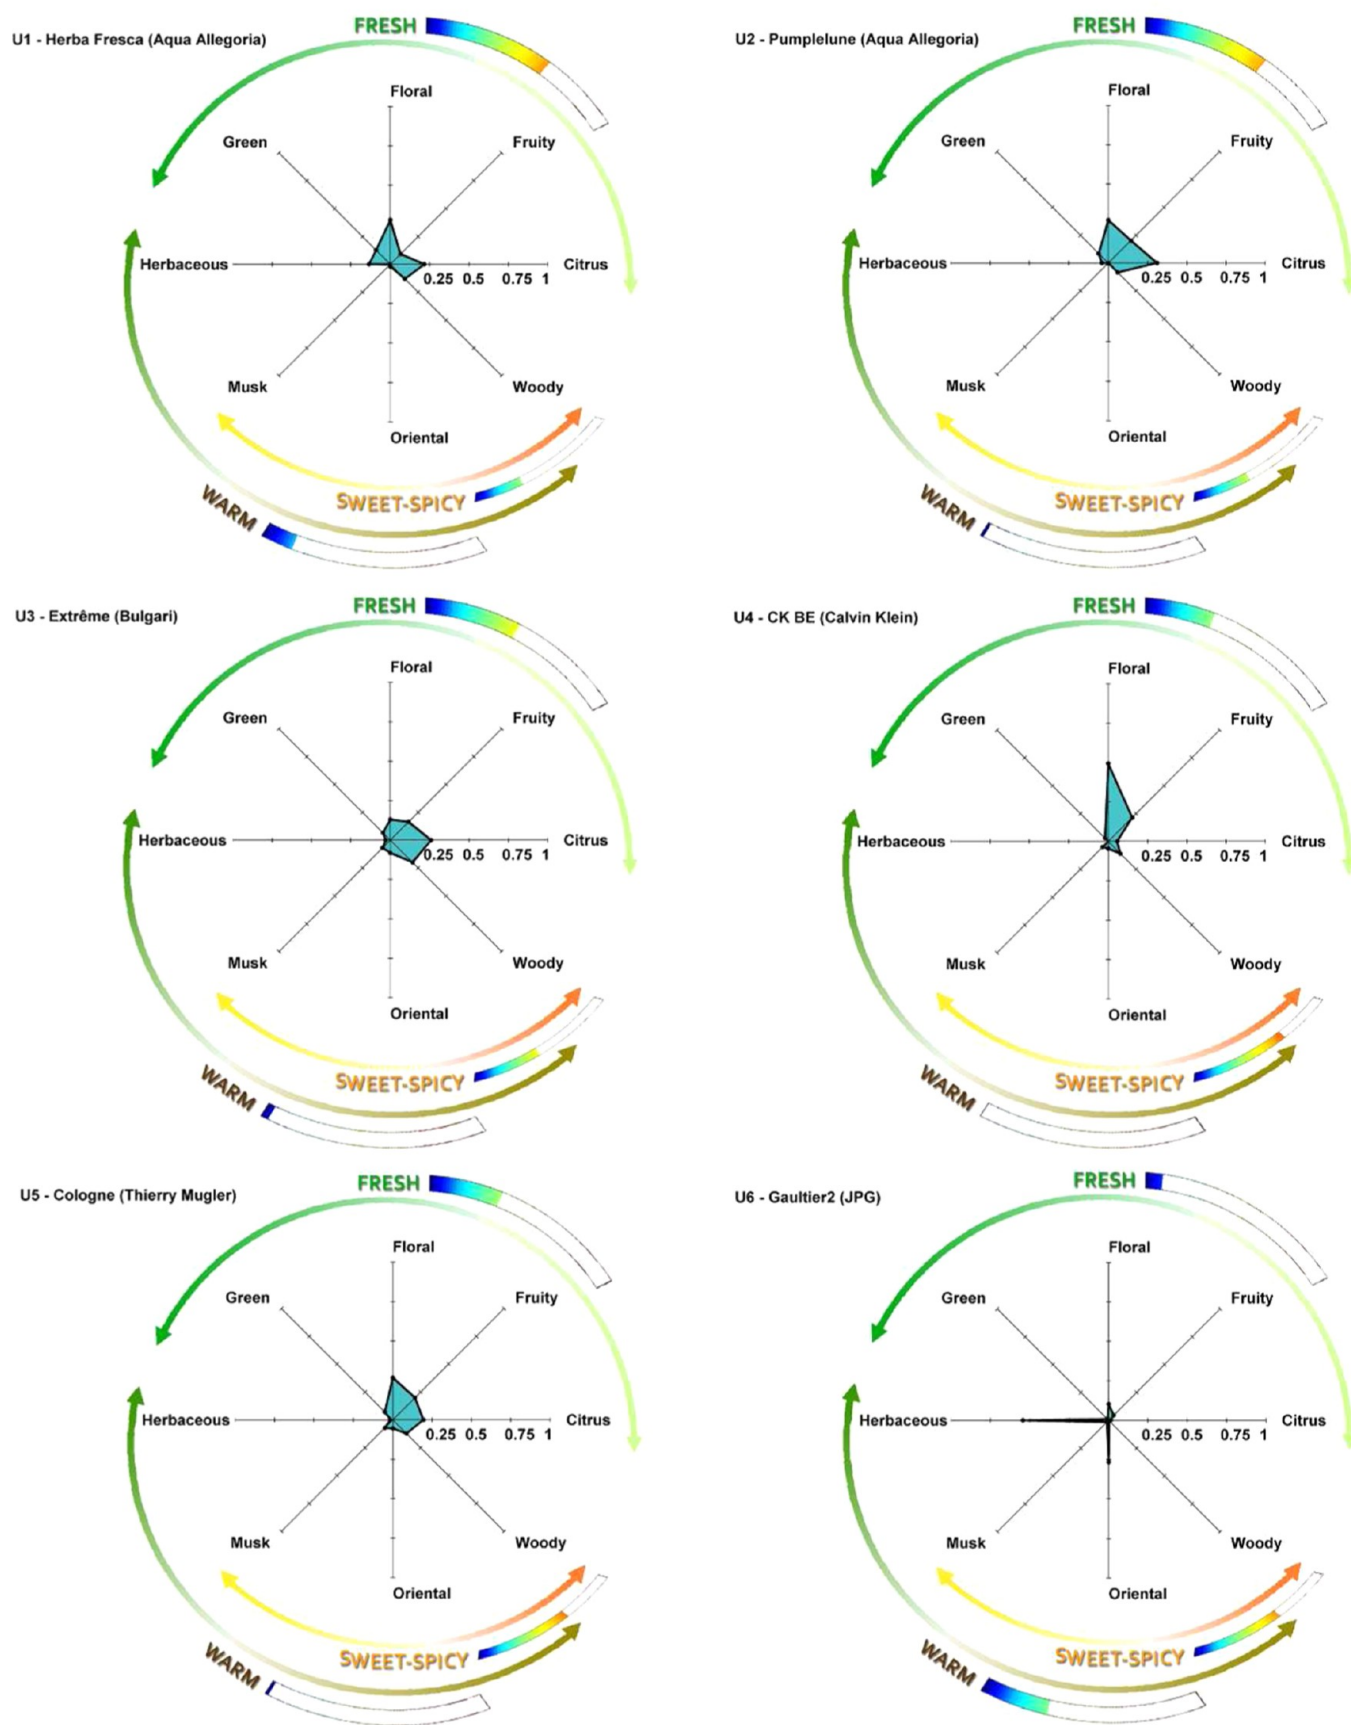 FRESH
U1 - Herba Fresca (Aqua Allegoria)
Floral
Green
Fruity
Herbaceous
Citrus
0.25 0.5 0.75 1
Musk
Woody
Oriental
WARM
SWEET-SPICY
FRESH
U2 - Pumplelune (Aqua Allegoria)
Floral
Green
Fruity
Herbaceous
Citrus
0.25 0.5 0.75 1
Musk
Woody
Oriental
WARM
SWEET-SPICY
FRESH
U3 - Extrême (Bulgari)
Floral
Green
Fruity
Herbaceous
Citrus
0.25 0.5 0.75 1
Musk
Woody
Oriental
WARM
SWEET-SPICY
FRESH
U4 - CK BE (Calvin Klein)
Floral
Green
Fruity
Herbaceous
Citrus
0.25 0.5 0.75 1
Musk
Woody
Oriental
WARM
SWEET-SPICY
FRESH
U5 - Cologne (Thierry Mugler)
Floral
Green
Fruity
Herbaceous
Citrus
0.25 0.5 0.75 1
Musk
Woody
Oriental
WARM
SWEET-SPICY
FRESH
U6 - Gaultier2 (JPG)
Floral
Green
Fruity
Herbaceous
Citrus
0.25 0.5 0.75 1
Musk
Woody
Oriental
WARM
SWEET-SPICY